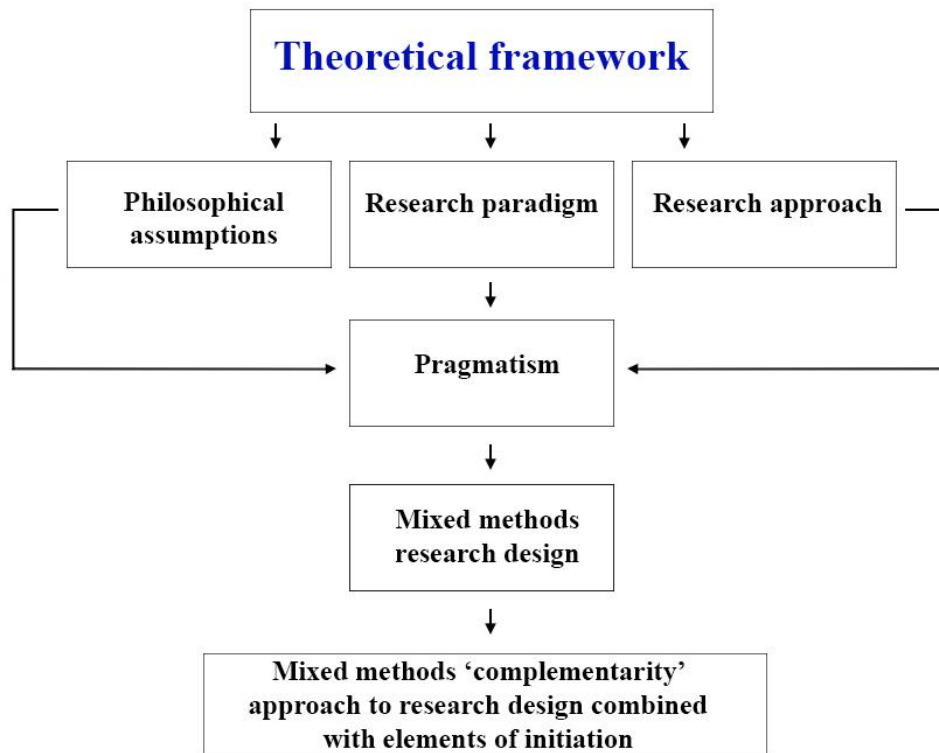 Theoretical framework
Philosophical
assumptions
Research paradigm
Research approach
Pragmatism
Mixed methods
research design
Mixed methods ‘complementarity’
approach to research design combined
with elements of initiation